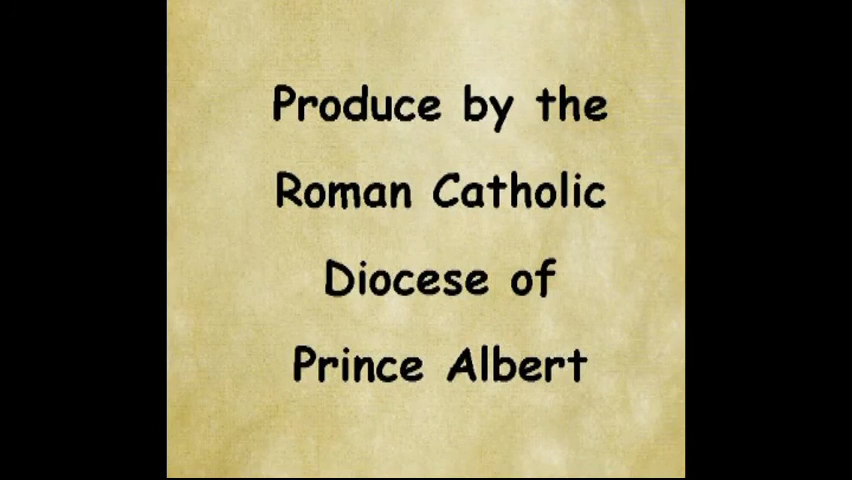 Produce by the
Roman Catholic
Diocese of
Prince Albert